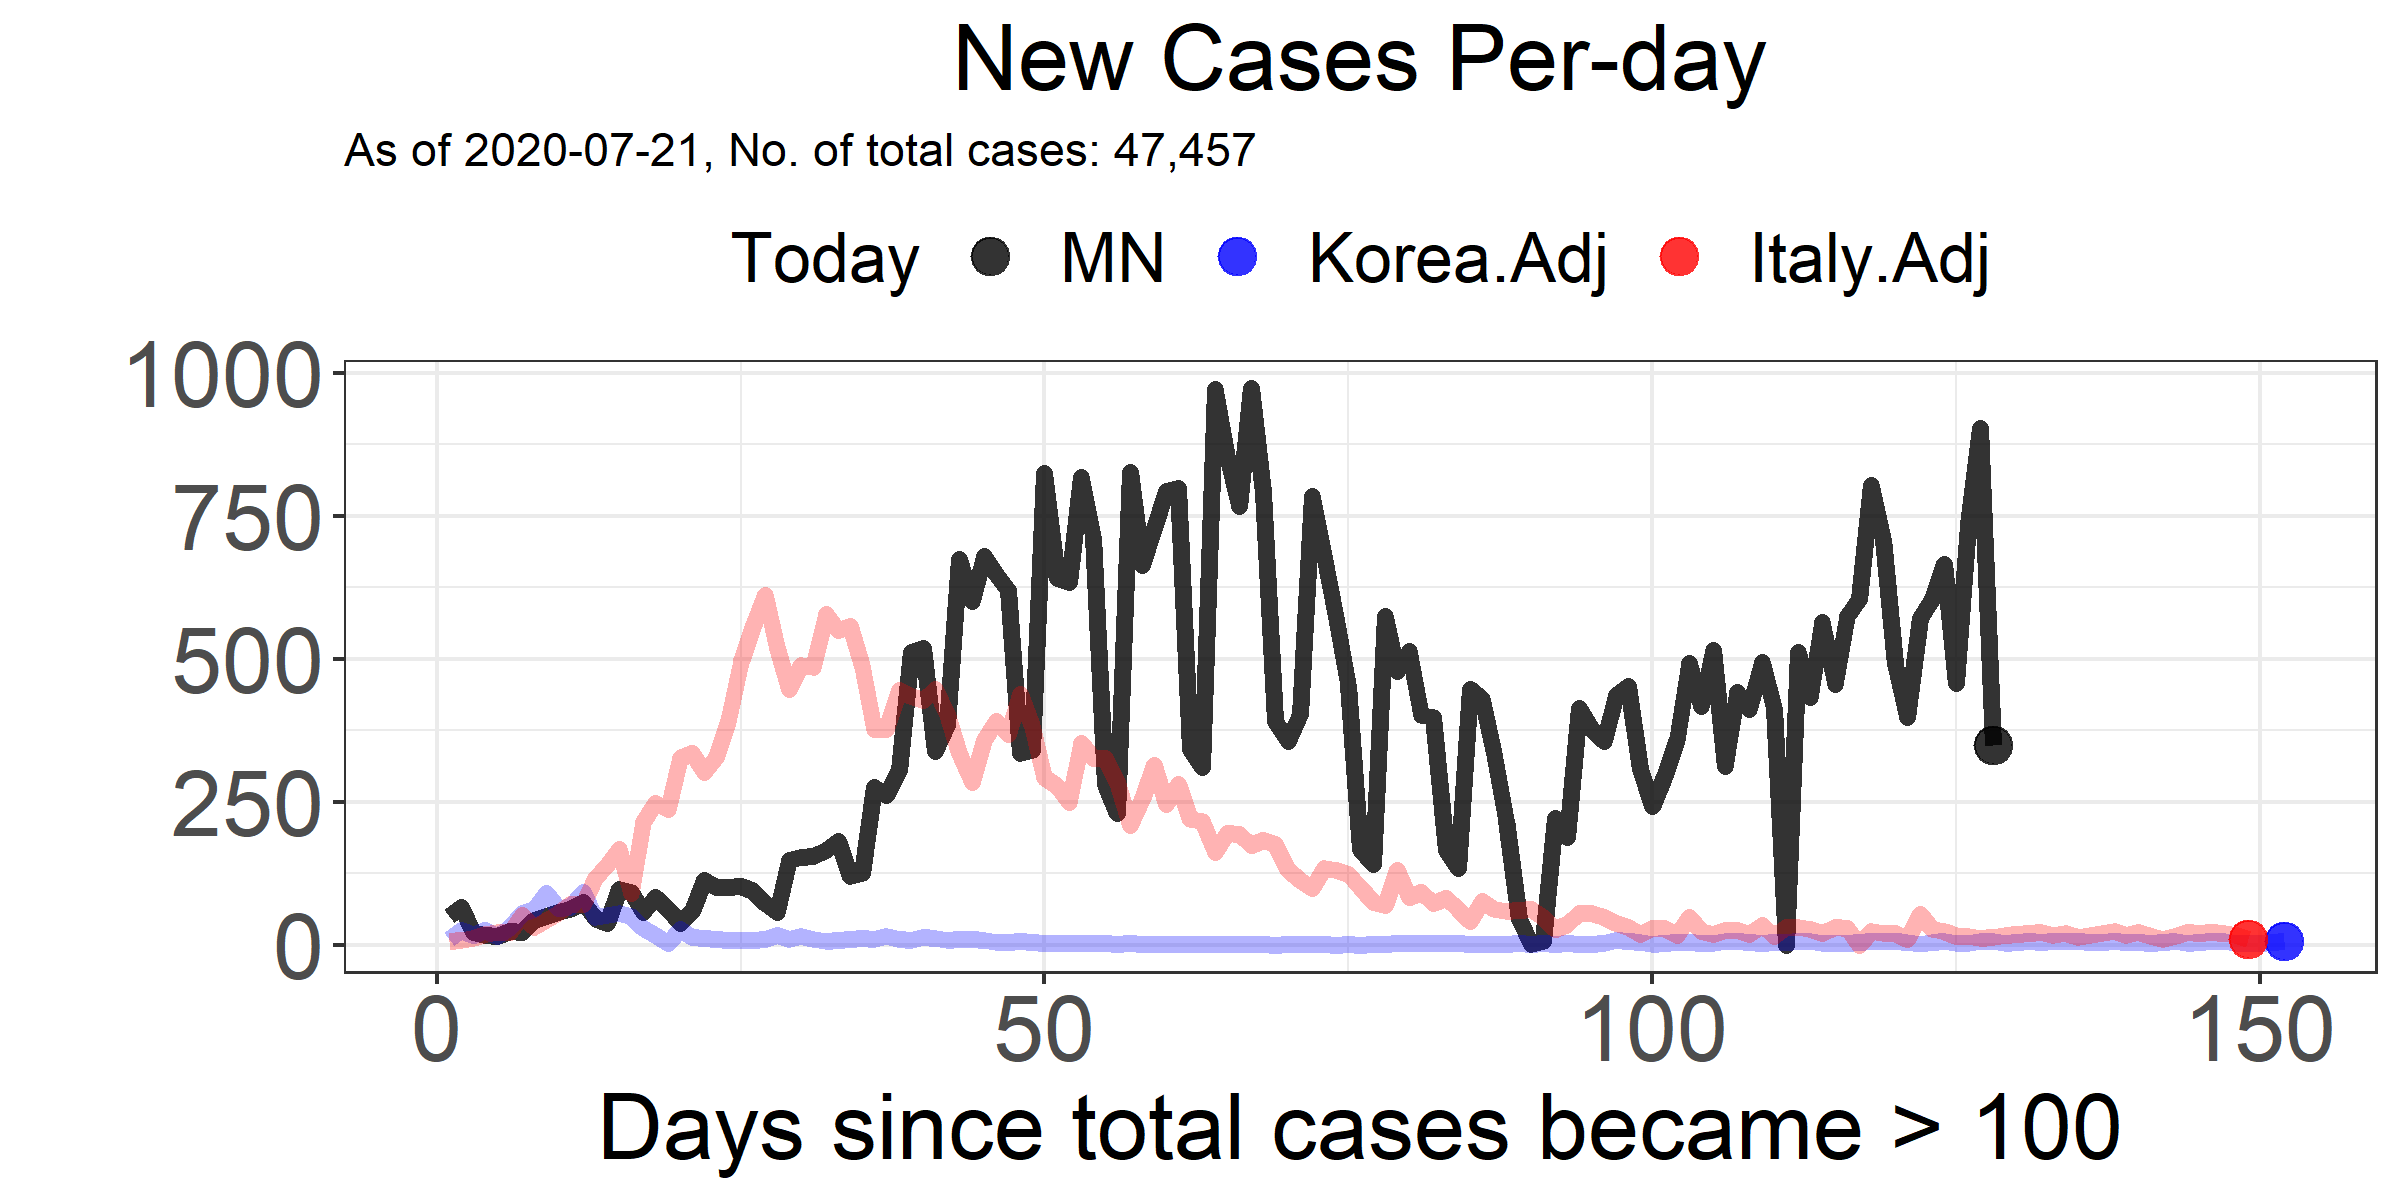 New Cases Per-day
As of 2020-07-21, No. of total cases: 47,457
Today MN Korea.Adj Italy.Adj
1000
750
500
250
0
0 50 100 150
Days since total cases became > 100